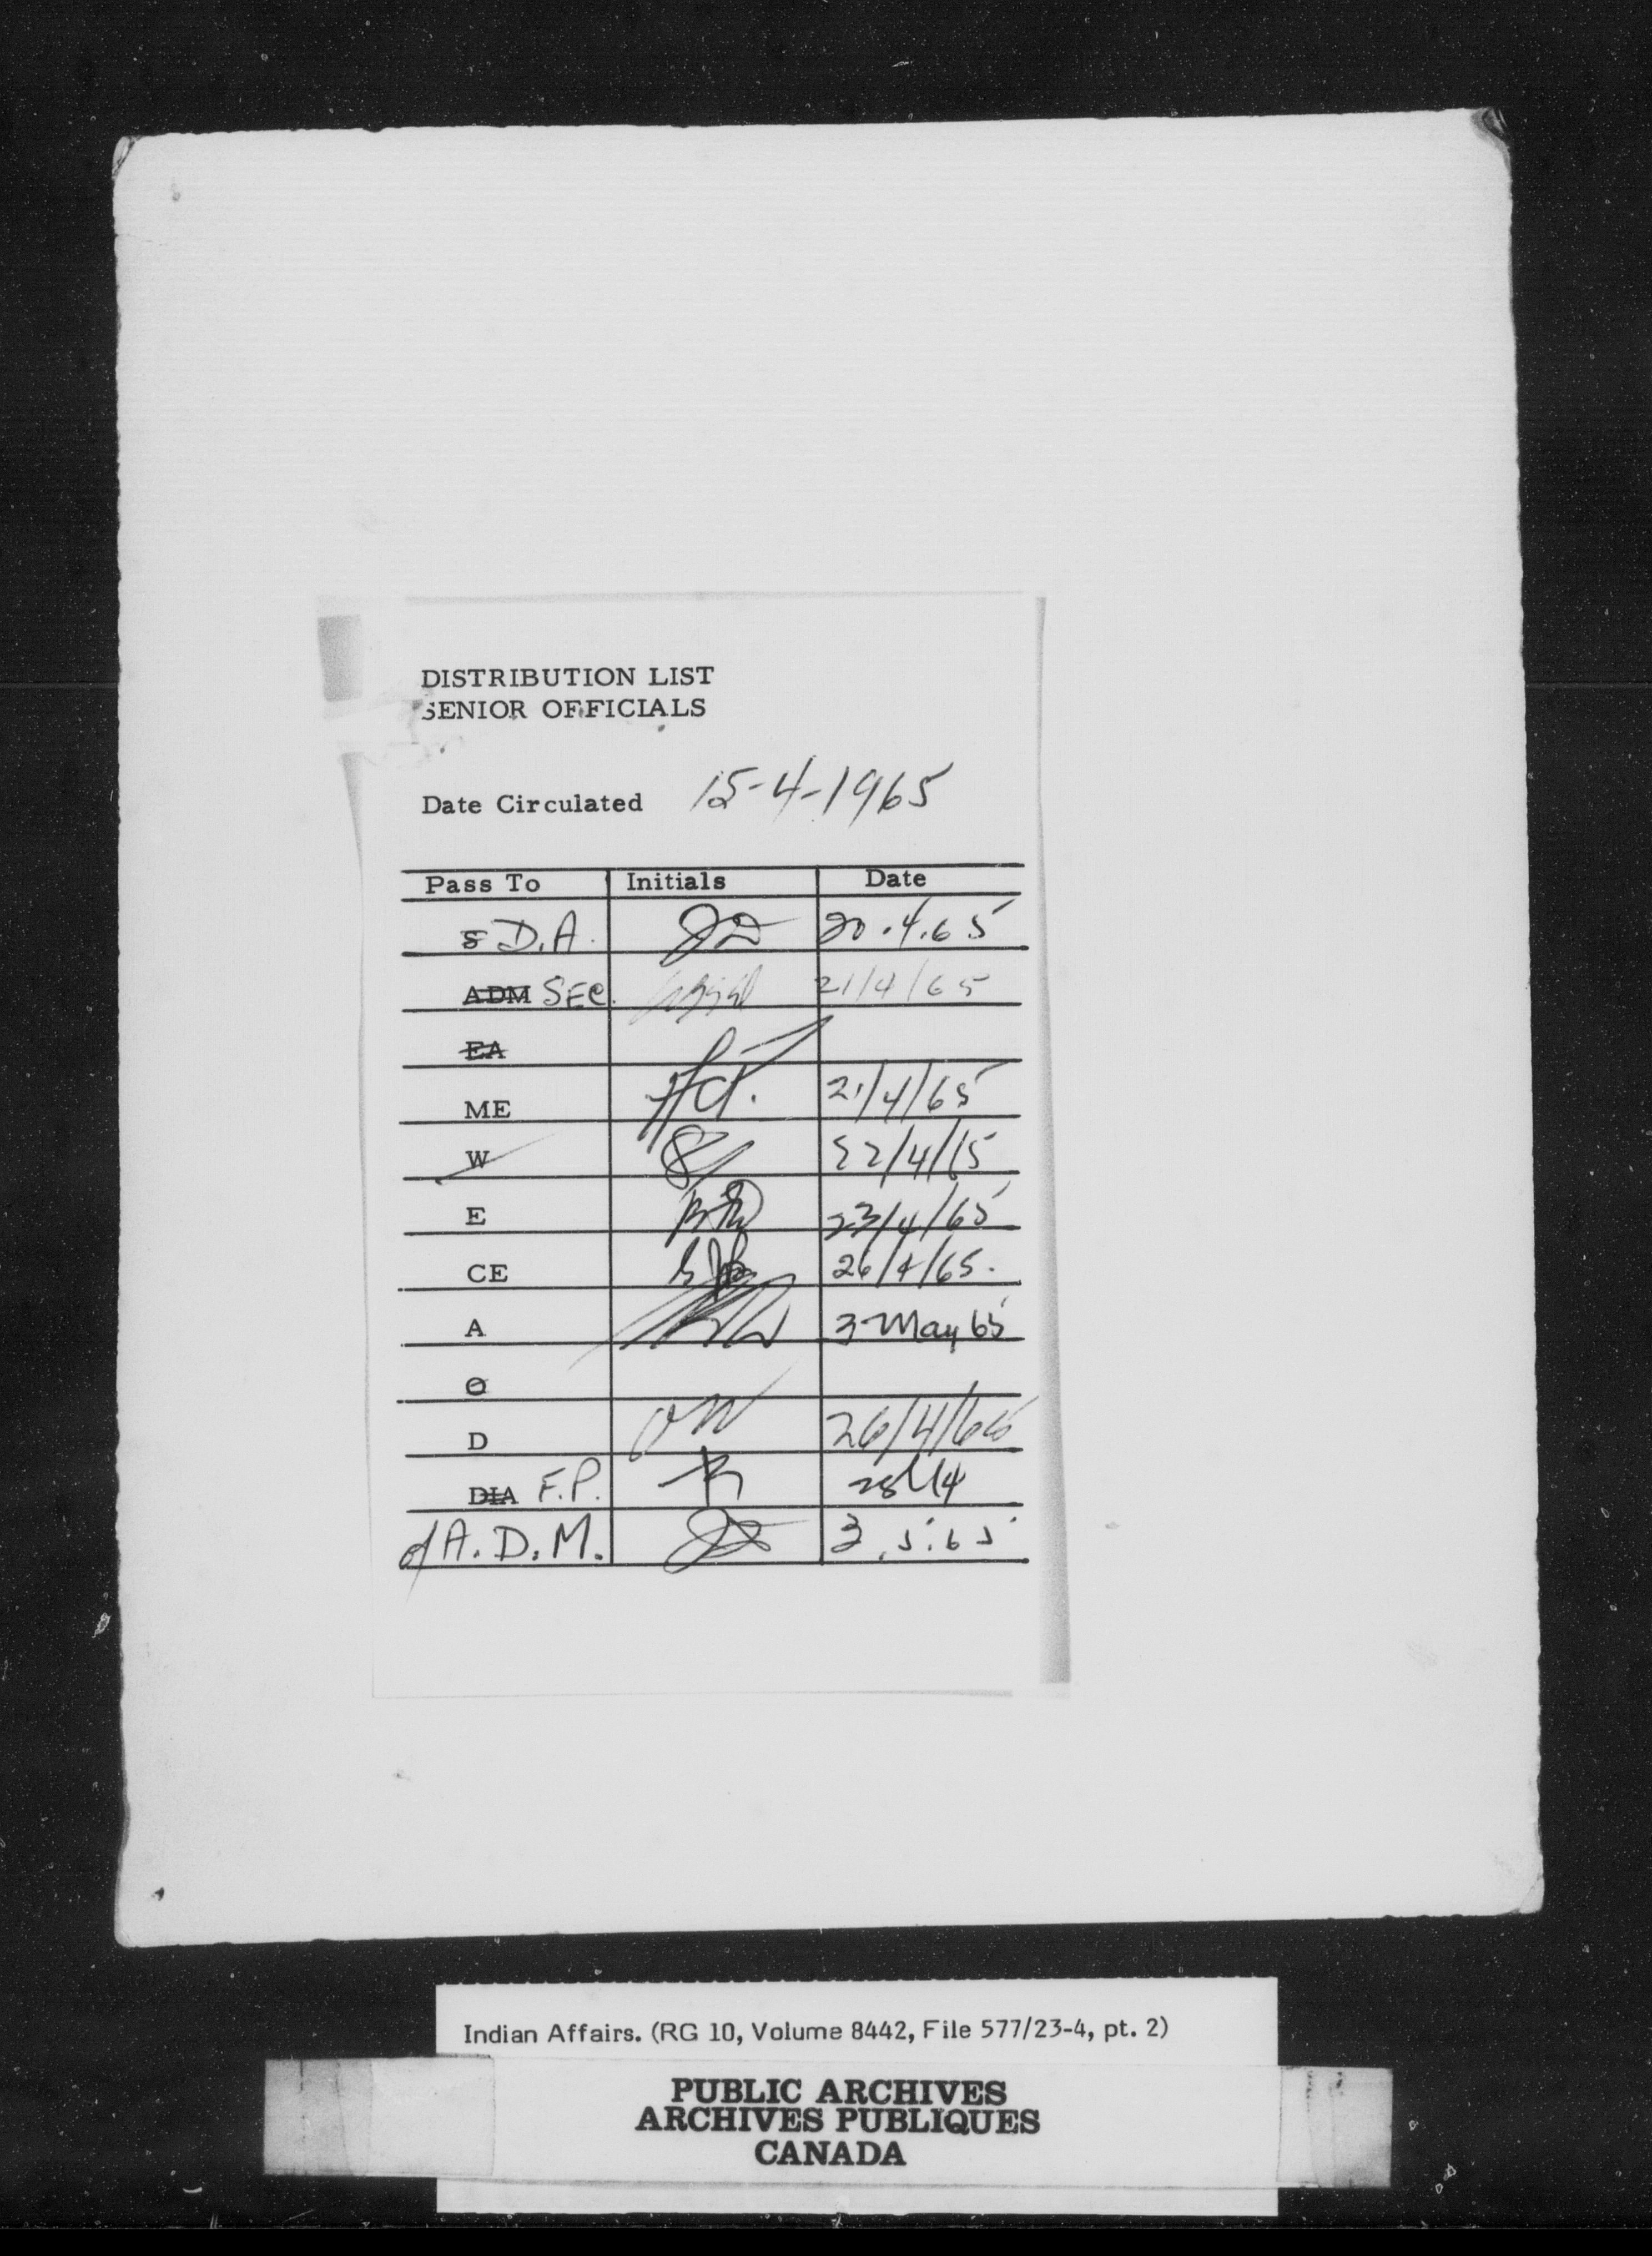 DISTRIBUTION LIST
SENIOR OFFICIALS
Date Circulated 15-4-1965
Pass To Initials Date
S D.A. 20.4.65
ADM SEC. 21/4/65
EA
ME 21/4/65
W 22/4/65
E 23/4/65
CE 26/4/65.
A 3 May 65
O
D 26/4/66
DIA F.P. 28/4
A.D.M. 3.5.65
Indian Affairs. (RG 10, Volume 8442, File 577/23-4, pt. 2)
PUBLIC ARCHIVES
ARCHIVES PUBLIQUES
CANADA